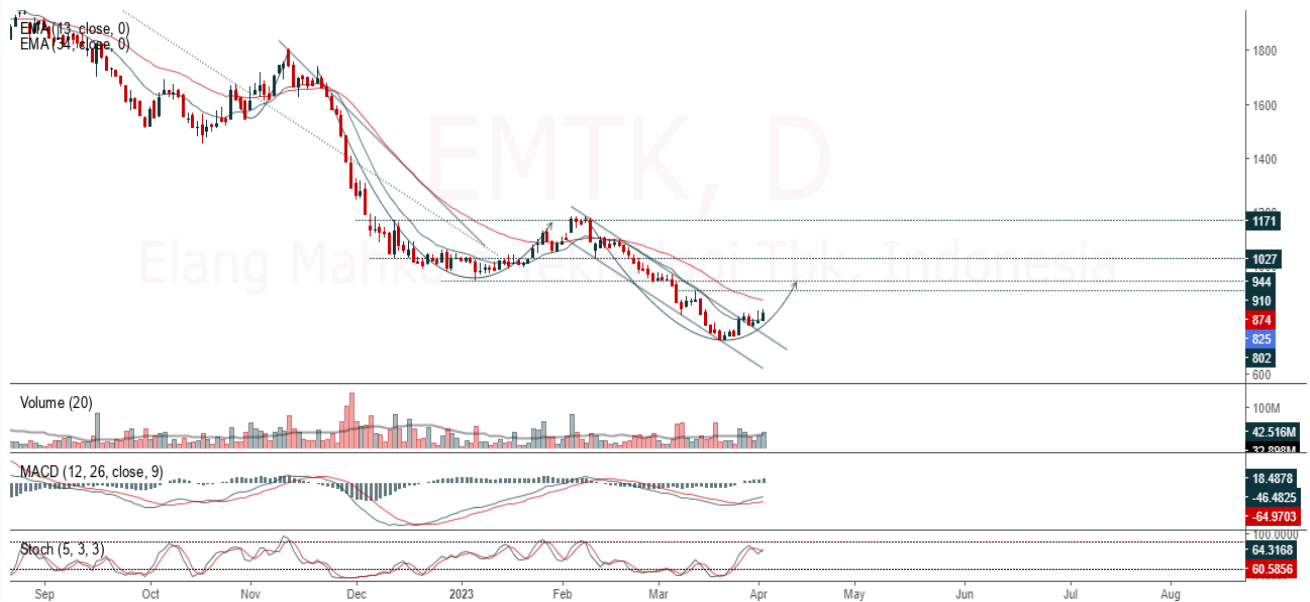 EMA (13, close, 0)
EMA (34, close, 0)
EMTK, D
1800
1600
1400
1171
1027
944
910
874
825
802
600
Volume (20)
100M
42.516M
32.898M
MACD (12, 26, close, 9)
18.4878
-46.4825
-64.9703
Stoch (5, 3, 3)
100.0000
64.3168
60.5856
Sep Oct Nov Dec 2023 Feb Mar Apr May Jun Jul Aug